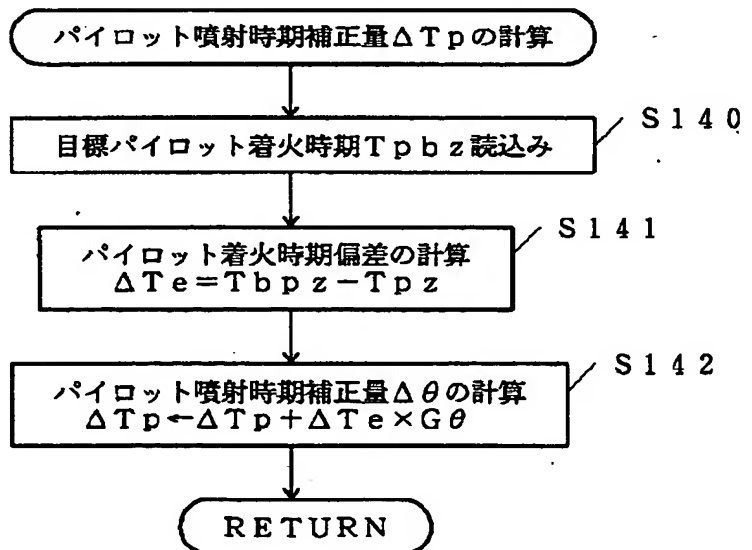 パイロット噴射時期補正量ΔTpの計算
S140
目標パイロット着火時期Tpbz読込み
S141
パイロット着火時期偏差の計算
ΔTe=Tbpz−Tpz
S142
パイロット噴射時期補正量Δθの計算
ΔTp←ΔTp+ΔTe×Gθ
RETURN